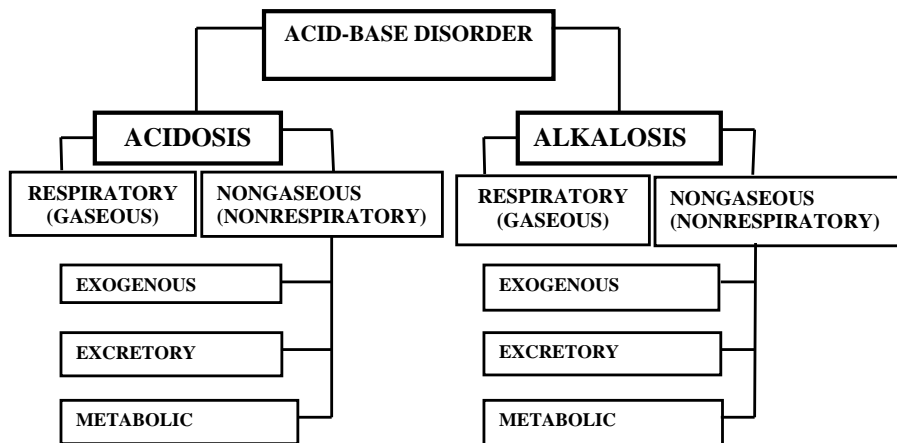 ACID-BASE DISORDER
ACIDOSIS
ALKALOSIS
RESPIRATORY
(GASEOUS)
NONGASEOUS
(NONRESPIRATORY)
RESPIRATORY
(GASEOUS)
NONGASEOUS
(NONRESPIRATORY)
EXOGENOUS
EXOGENOUS
EXCRETORY
EXCRETORY
METABOLIC
METABOLIC